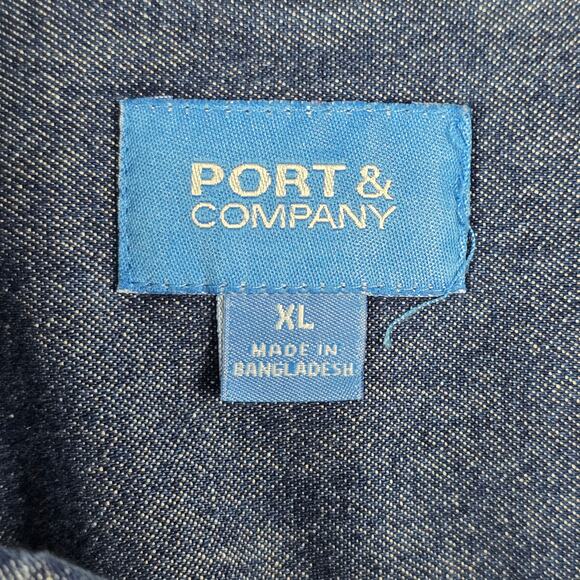 PORT &
COMPANY
XL
MADE IN
BANGLADESH